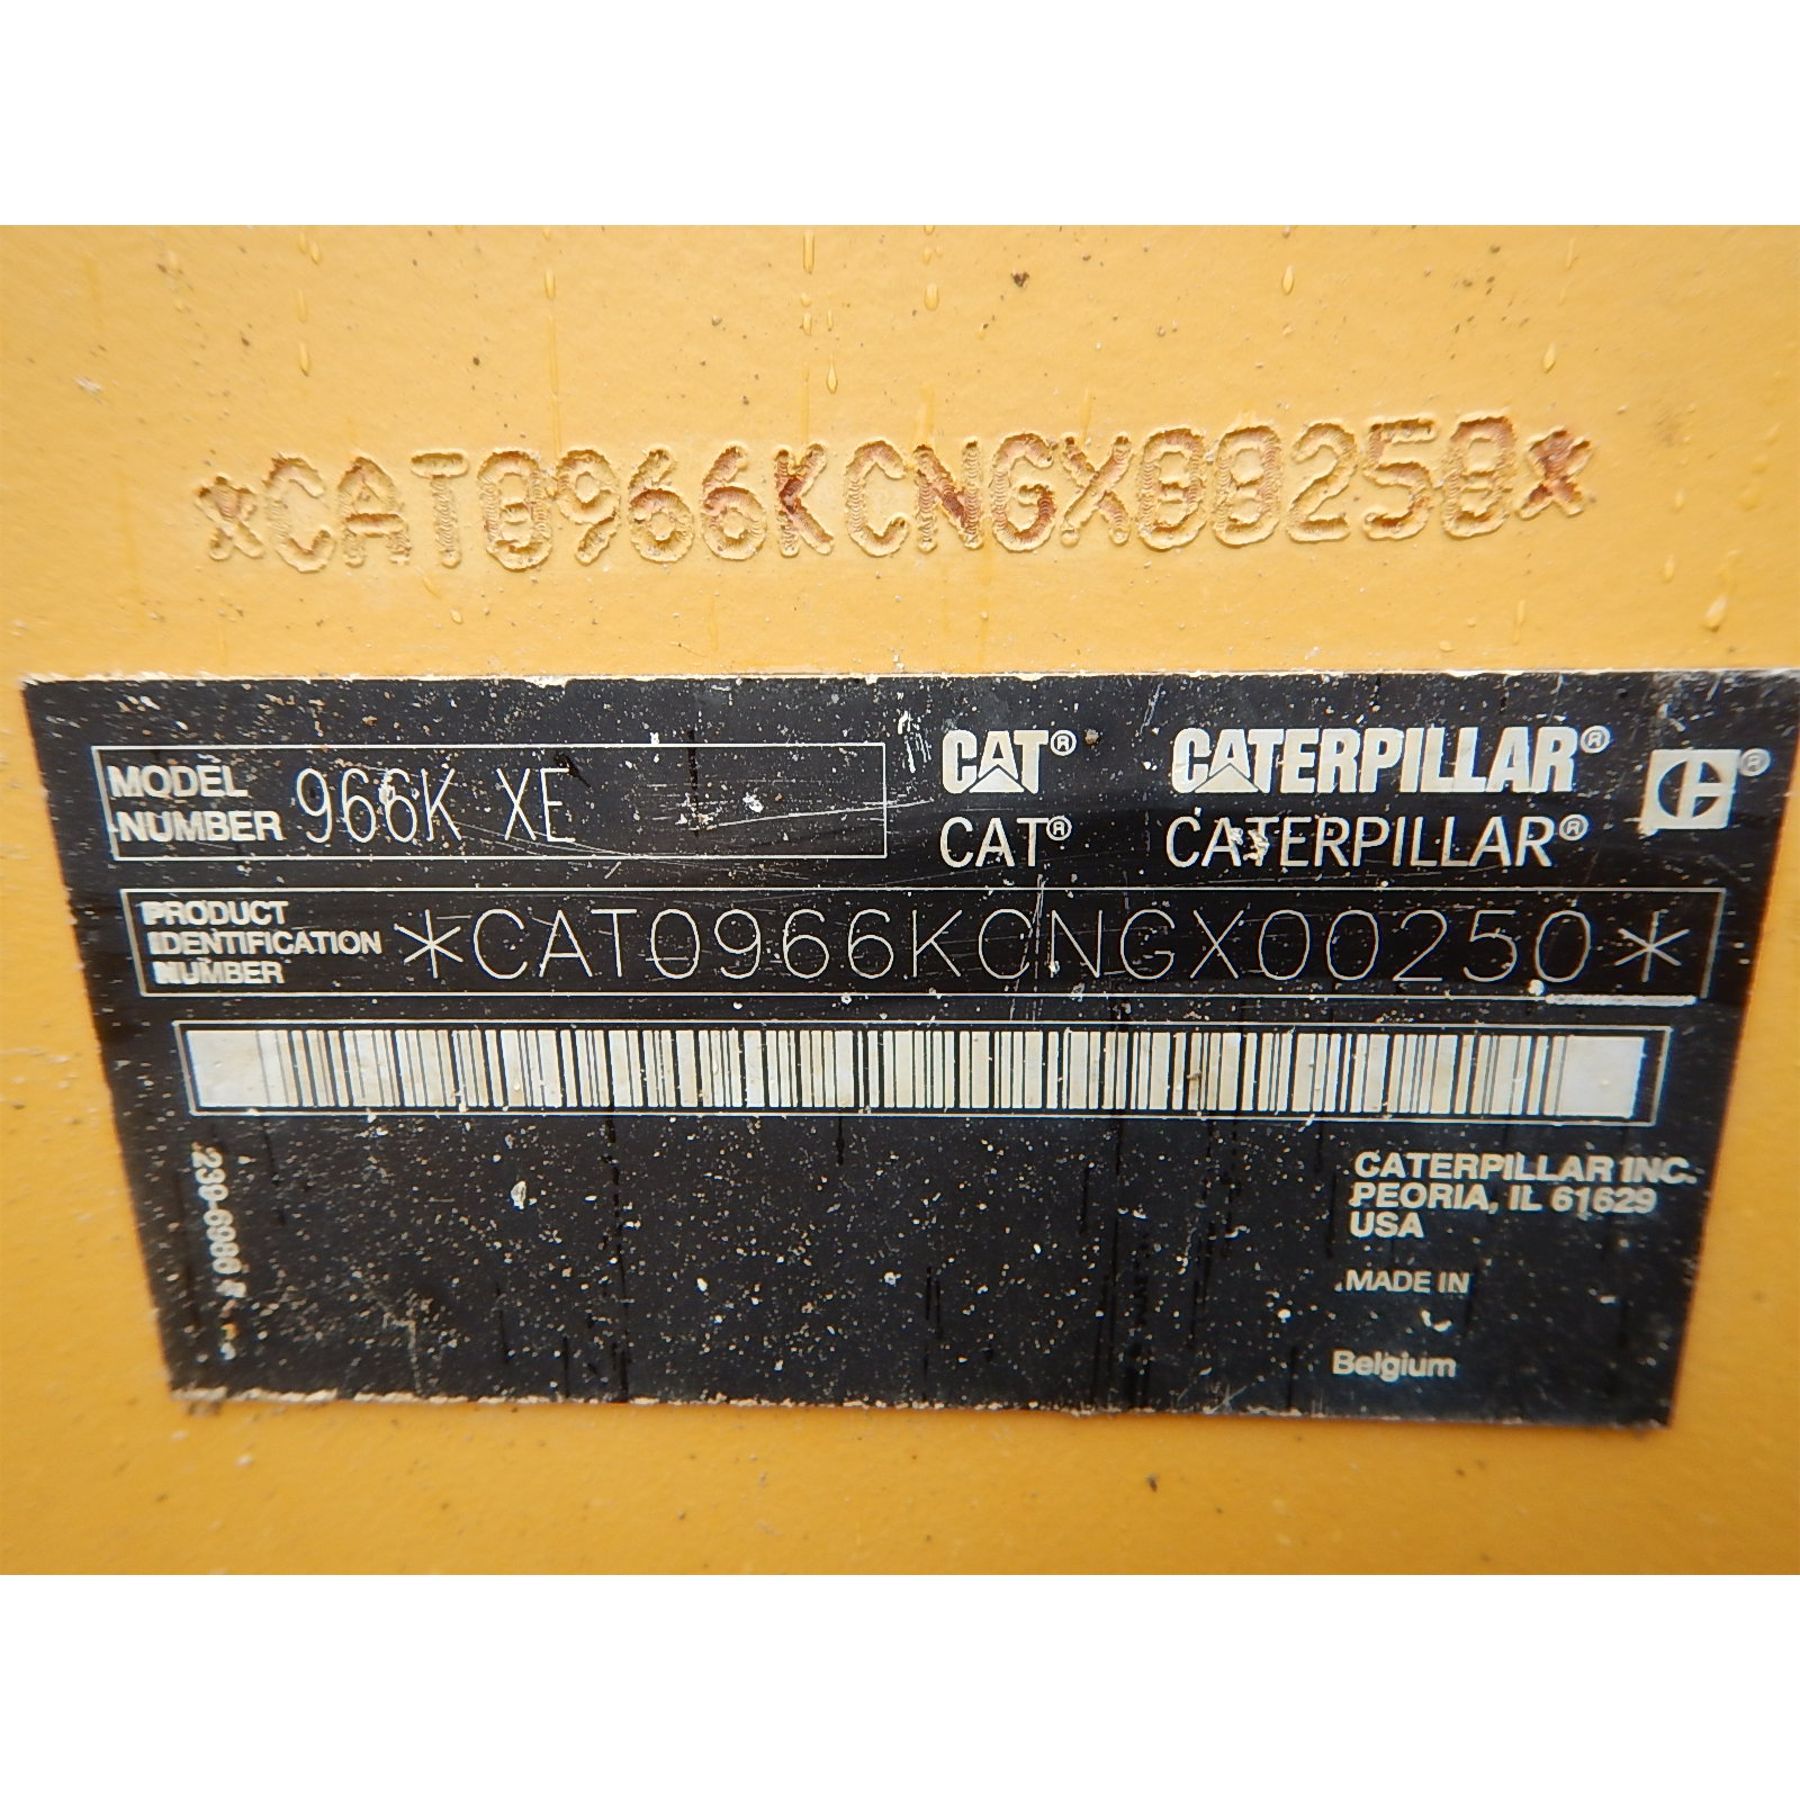 *CAT0966KCNGX00250*
MODEL NUMBER 966K XE
CAT® CATERPILLAR®
CAT® CATERPILLAR®
PRODUCT IDENTIFICATION NUMBER *CAT0966KCNGX00250*
CATERPILLAR INC.
PEORIA, IL 61629
USA
MADE IN
Belgium